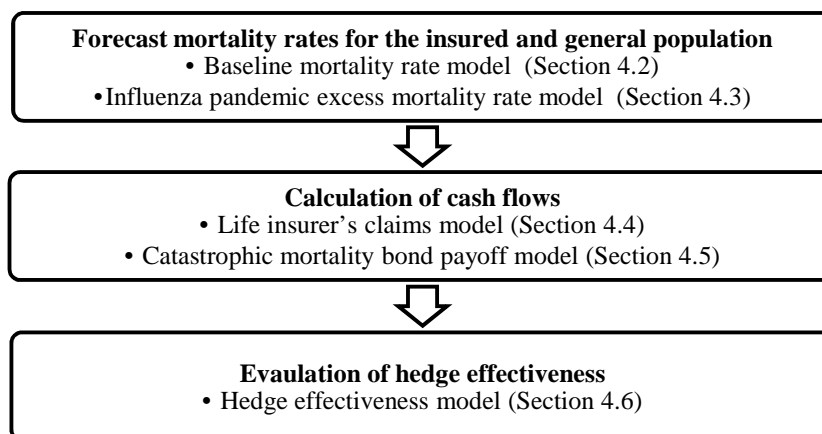 Forecast mortality rates for the insured and general population
• Baseline mortality rate model  (Section 4.2)
•Influenza pandemic excess mortality rate model  (Section 4.3)
Calculation of cash flows
• Life insurer's claims model (Section 4.4)
• Catastrophic mortality bond payoff model (Section 4.5)
Evaulation of hedge effectiveness
• Hedge effectiveness model (Section 4.6)